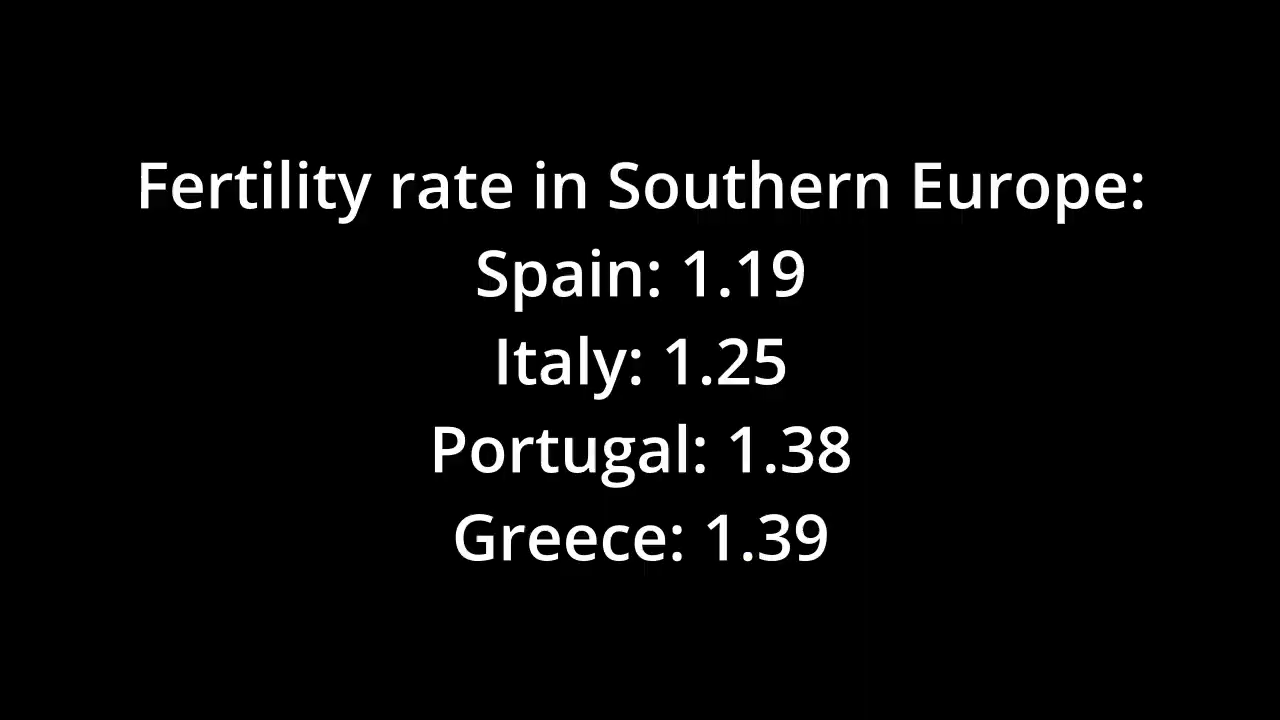 Fertility rate in Southern Europe:
Spain: 1.19
Italy: 1.25
Portugal: 1.38
Greece: 1.39